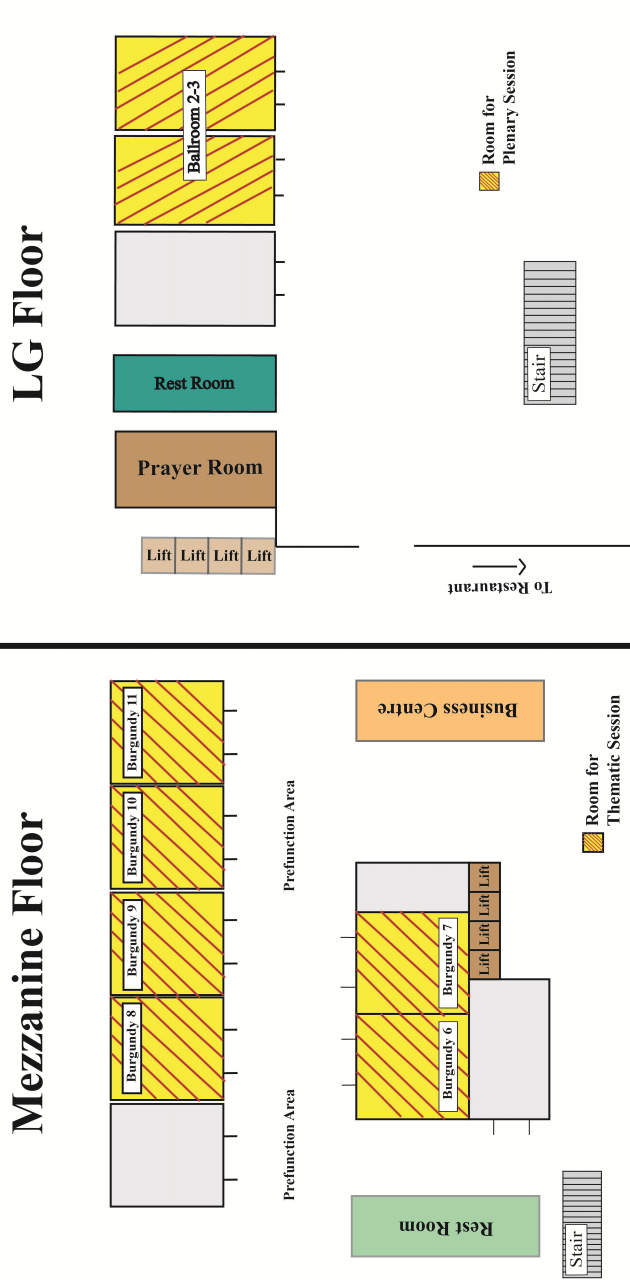 LG Floor
Ballroom 2-3
Rest Room
Prayer Room
Lift
Lift
Lift
Lift
Room for
Plenary Session
Stair
To Restaurant
Mezzanine Floor
Burgundy 11
Burgundy 10
Burgundy 9
Burgundy 8
Prefunction Area
Prefunction Area
Business Centre
Room for
Thematic Session
Lift
Lift
Lift
Lift
Burgundy 7
Burgundy 6
Rest Room
Stair